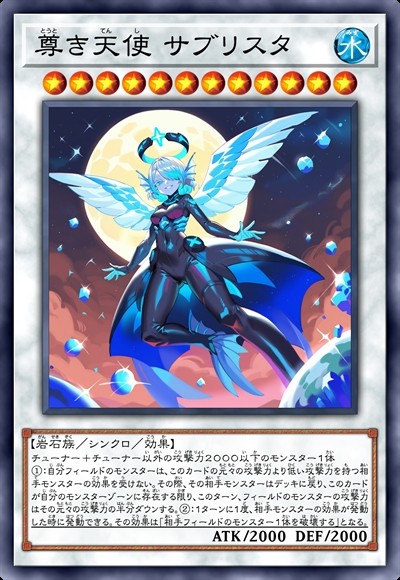 尊き天使 サブリスタ
水
【岩石族／シンクロ／効果】
チューナー＋チューナー以外の攻撃力2000以下のモンスター1体
①：自分フィールドのモンスターは、このカードの元々の攻撃力より低い攻撃力を持つ相
手モンスターの効果を受けない。その際、その相手モンスターはデッキに戻り、このカード
が自分のモンスターゾーンに存在する限り、このターン、フィールドのモンスターの攻撃力
はその元々の攻撃力の半分ダウンする。②：1ターンに1度、相手モンスターの効果が発動
した時に発動できる。その効果は「相手フィールドのモンスター1体を破壊する」となる。
ATK/2000 DEF/2000